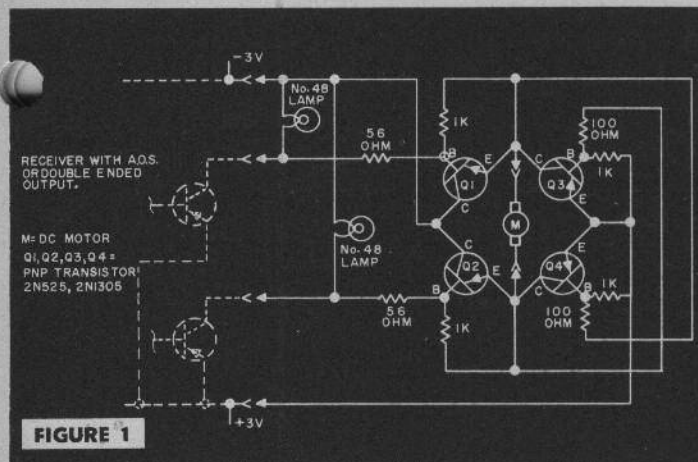 -3V
No. 48
LAMP
RECEIVER WITH A.O.S.
OR DOUBLE ENDED
OUTPUT.
M= DC MOTOR
Q1,Q2,Q3,Q4=
PNP TRANSISTOR
2N525, 2N1305
56
OHM
1K
B
E
Q1
C
C
B
Q3
E
100
OHM
1K
M
No. 48
LAMP
C
Q2
E
B
56
OHM
1K
E
Q4
C
B
1K
100
OHM
+3V
FIGURE 1